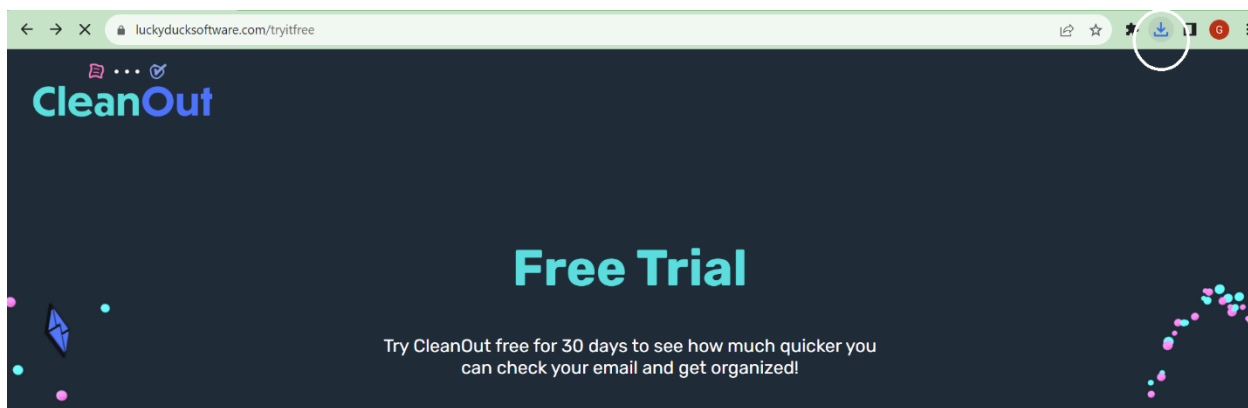 luckyducksoftware.com/tryitfree
G
CleanOut
Free Trial
Try CleanOut free for 30 days to see how much quicker you
can check your email and get organized!